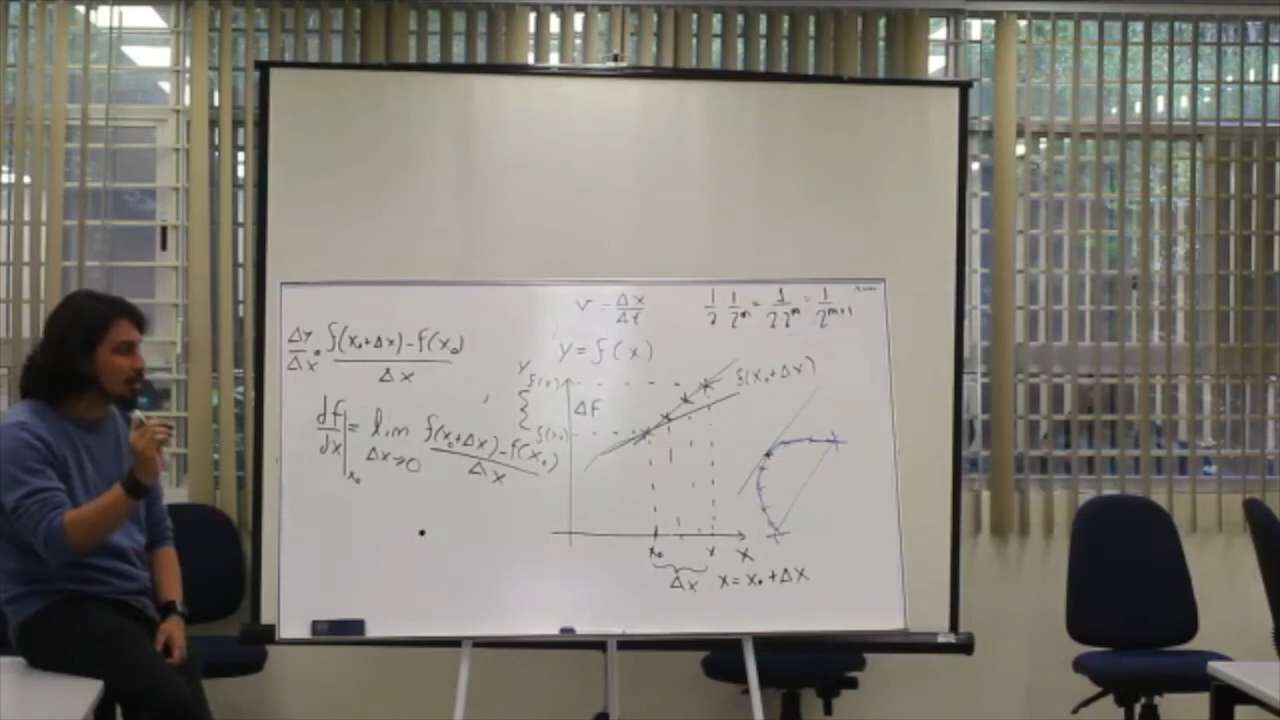 v = Δx/Δt
1/2 1/2ⁿ = 1/2·2ⁿ = 1/2ⁿ⁺¹
Δy/Δx = f(x₀+Δx)-f(x₀)/Δx
y = f(x)
df/dx|x₀ = lim Δx→0 f(x₀+Δx)-f(x₀)/Δx
y
f(x)
f(x₀+Δx)
ΔF
f(x₀)
x₀ x X
Δx x = x₀ + Δx